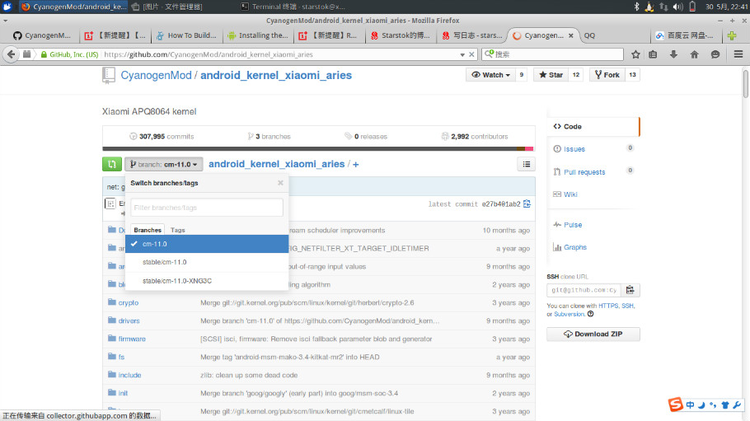 CyanogenMod/android_kernel_...
[图片 - 文件管理器]
Terminal 终端 - starstok@x...
30 5月, 22:41
CyanogenMod/android_kernel_xiaomi_aries - Mozilla Firefox
CyanogenM...
【新提醒】...
How To Build...
Installing the...
【新提醒】R...
Starstok的博...
写日志 - Stars...
Cyanogen...
QQ
百度云 网盘-...
GitHub, Inc. (US)
https://github.com/CyanogenMod/android_kernel_xiaomi_aries
搜索
CyanogenMod / android_kernel_xiaomi_aries
Watch 9
Star 12
Fork 13
Xiaomi APQ8064 kernel
307,995 commits
3 branches
0 releases
2,992 contributors
branch: cm-11.0
android_kernel_xiaomi_aries / +
Switch branches/tags
Filter branches/tags
Branches
Tags
cm-11.0
stable/cm-11.0
stable/cm-11.0-XNG3C
net:
latest commit e27b401ab2
ream scheduler improvements
10 months ago
IG_NETFILTER_XT_TARGET_IDLETIMER
a year ago
out-of-range input values
9 months ago
ling algorithm
2 years ago
crypto
Merge git://git.kernel.org/pub/scm/linux/kernel/git/herbert/crypto-2.6
3 years ago
drivers
Merge branch 'cm-11.0' of https://github.com/CyanogenMod/android_kern...
9 months ago
firmware
[SCSI] isci, firmware: Remove isci fallback parameter blob and generator
3 years ago
fs
Merge tag 'android-msm-mako-3.4-kitkat-mr2' into HEAD
a year ago
include
zlib: clean up some dead code
9 months ago
init
Merge branch 'goog/googly' (early part) into goog/msm-soc-3.4
2 years ago
Merge git://git.kernel.org/pub/scm/linux/kernel/git/cmetcalf/linux-tile
3 years ago
Code
Issues 0
Pull requests 0
Wiki
Pulse
Graphs
SSH clone URL
git@github.com:Cy
You can clone with HTTPS, SSH,
or Subversion.
Download ZIP
正在传输来自 collector.githubapp.com 的数据...
中